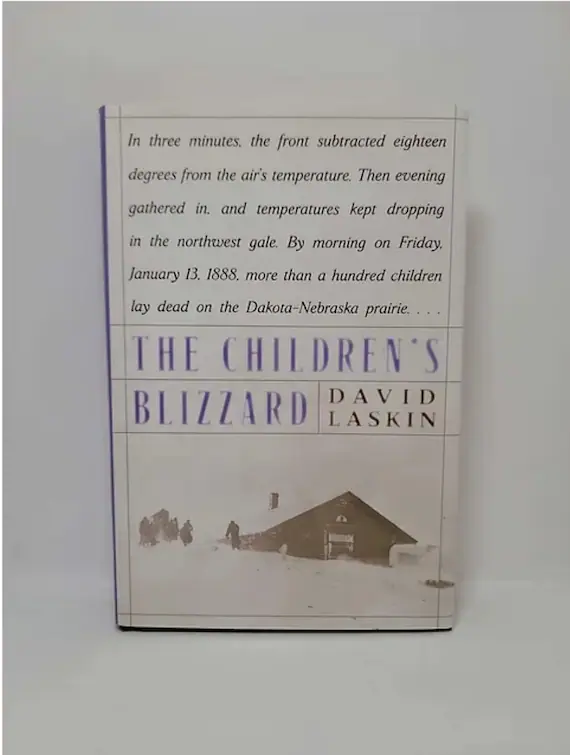 In three minutes, the front subtracted eighteen
degrees from the air's temperature. Then evening
gathered in, and temperatures kept dropping
in the northwest gale. By morning on Friday,
January 13, 1888, more than a hundred children
lay dead on the Dakota-Nebraska prairie. . . .
THE CHILDREN'S
BLIZZARD
DAVID
LASKIN